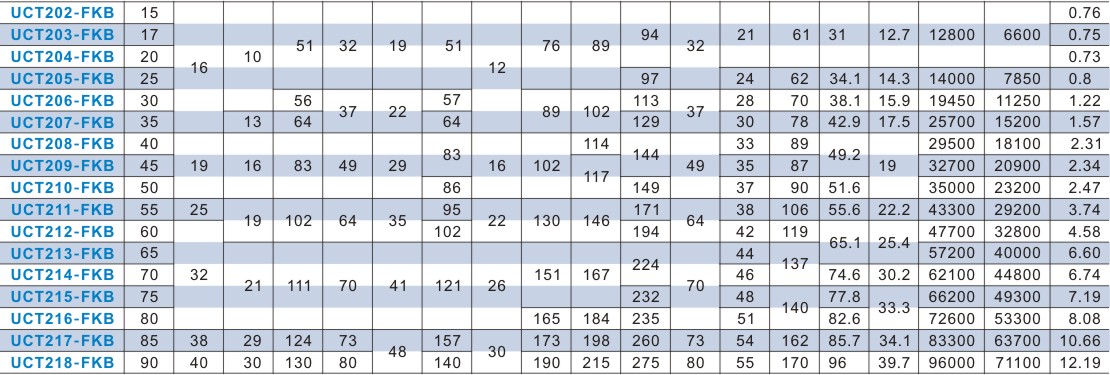 UCT202-FKB 15 0.76
UCT203-FKB 17 94 21 61 31 12.7 12800 6600 0.75
51 32 19 51 76 89 32
UCT204-FKB 20 10 0.73
16 12
UCT205-FKB 25 97 24 62 34.1 14.3 14000 7850 0.8
UCT206-FKB 30 56 57 113 28 70 38.1 15.9 19450 11250 1.22
37 22 89 102 37
UCT207-FKB 35 13 64 64 129 30 78 42.9 17.5 25700 15200 1.57
UCT208-FKB 40 114 33 89 29500 18100 2.31
83 144 49.2
UCT209-FKB 45 19 16 83 49 29 16 102 49 35 87 19 32700 20900 2.34
117
UCT210-FKB 50 86 149 37 90 51.6 35000 23200 2.47
UCT211-FKB 55 25 95 171 38 106 55.6 22.2 43300 29200 3.74
19 102 64 35 22 130 146 64
UCT212-FKB 60 102 194 42 119 47700 32800 4.58
65.1 25.4
UCT213-FKB 65 44 57200 40000 6.60
224 137
UCT214-FKB 70 32 151 167 46 74.6 30.2 62100 44800 6.74
21 111 70 41 121 26 70
UCT215-FKB 75 232 48 77.8 66200 49300 7.19
140 33.3
UCT216-FKB 80 165 184 235 51 82.6 72600 53300 8.08
UCT217-FKB 85 38 29 124 73 157 173 198 260 73 54 162 85.7 34.1 83300 63700 10.66
48 30
UCT218-FKB 90 40 30 130 80 140 190 215 275 80 55 170 96 39.7 96000 71100 12.19